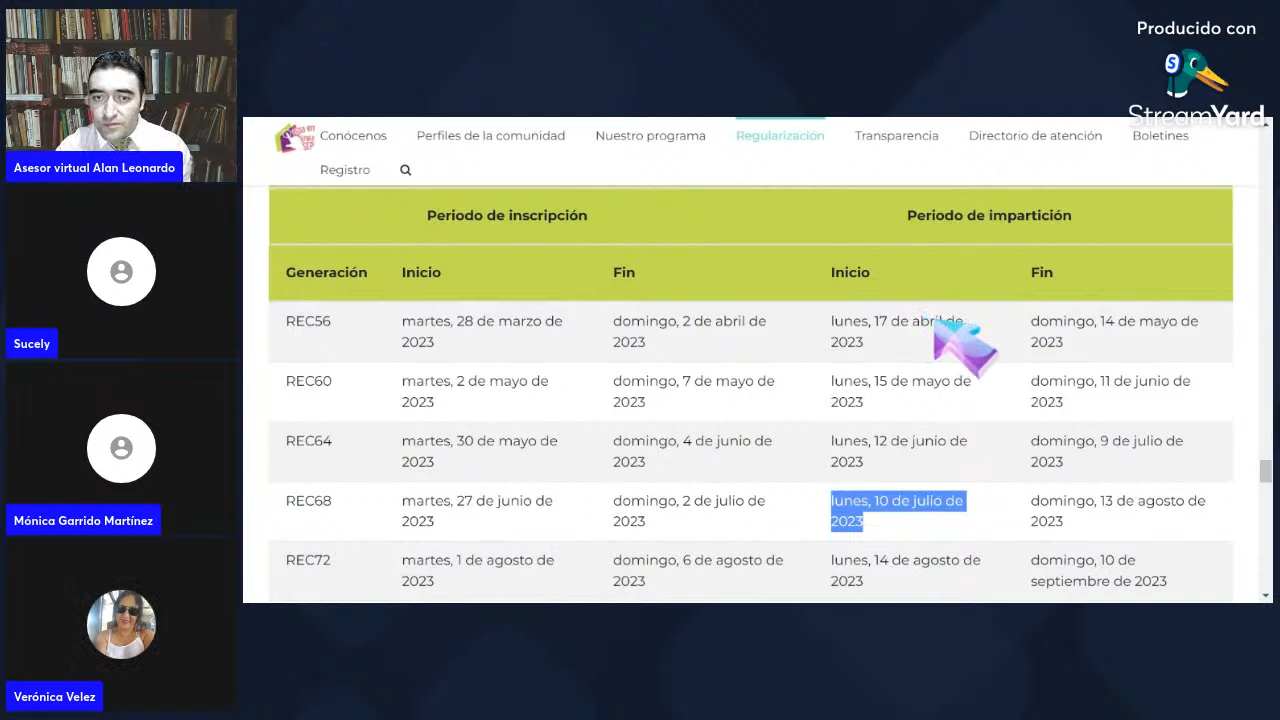 Producido con
StreamYard
Asesor virtual Alan Leonardo
Sucely
Mónica Garrido Martínez
Verónica Velez
Conócenos Perfiles de la comunidad Nuestro programa Regularización Transparencia Directorio de atención Boletines
Registro
Periodo de inscripción Periodo de impartición
Generación Inicio Fin Inicio Fin
REC56 martes, 28 de marzo de domingo, 2 de abril de lunes, 17 de abril de domingo, 14 de mayo de
2023 2023 2023 2023
REC60 martes, 2 de mayo de domingo, 7 de mayo de lunes, 15 de mayo de domingo, 11 de junio de
2023 2023 2023 2023
REC64 martes, 30 de mayo de domingo, 4 de junio de lunes, 12 de junio de domingo, 9 de julio de
2023 2023 2023 2023
REC68 martes, 27 de junio de domingo, 2 de julio de lunes, 10 de julio de domingo, 13 de agosto de
2023 2023 2023 2023
REC72 martes, 1 de agosto de domingo, 6 de agosto de lunes, 14 de agosto de domingo, 10 de
2023 2023 2023 septiembre de 2023